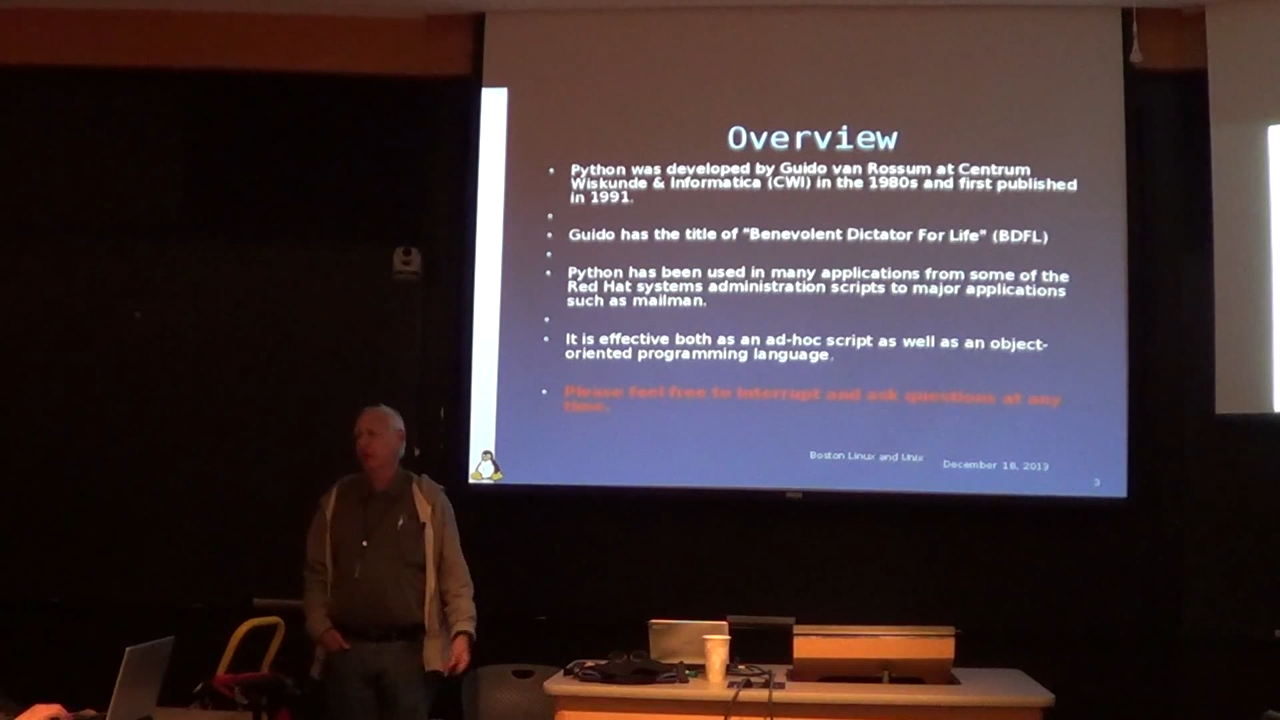 Overview
Python was developed by Guido van Rossum at Centrum
Wiskunde & Informatica (CWI) in the 1980s and first published
in 1991.
Guido has the title of "Benevolent Dictator For Life" (BDFL)
Python has been used in many applications from some of the
Red Hat systems administration scripts to major applications
such as mailman.
It is effective both as an ad-hoc script as well as an object-
oriented programming language.
Please feel free to interrupt and ask questions at any
time.
Boston Linux and Unix
December 18, 2019
3